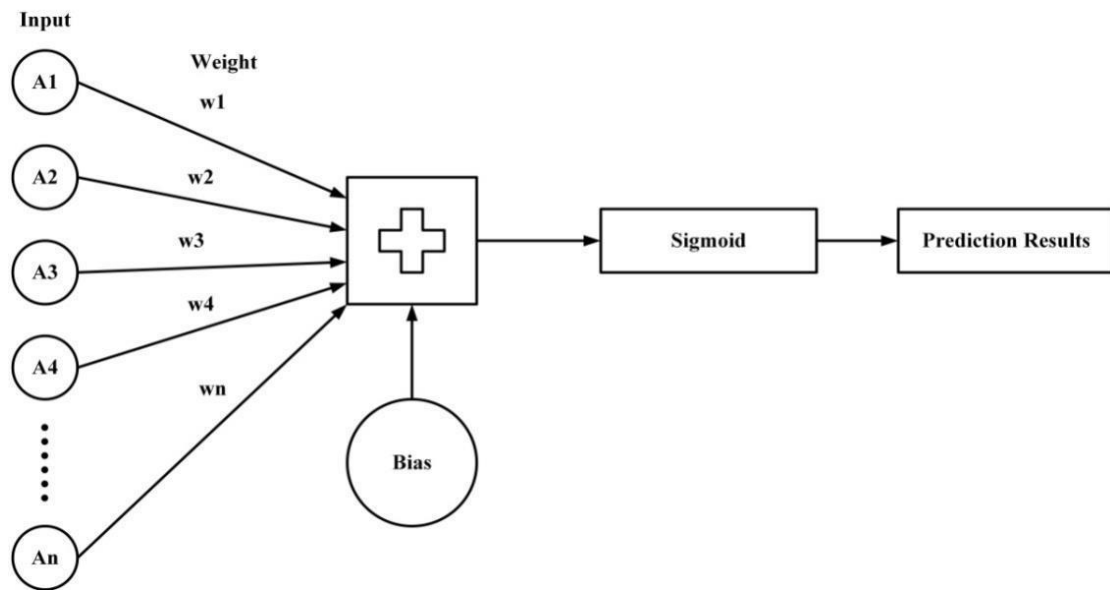 Input
A1
Weight
w1
A2
w2
A3
w3
A4
w4
An
wn
Bias
Sigmoid
Prediction Results